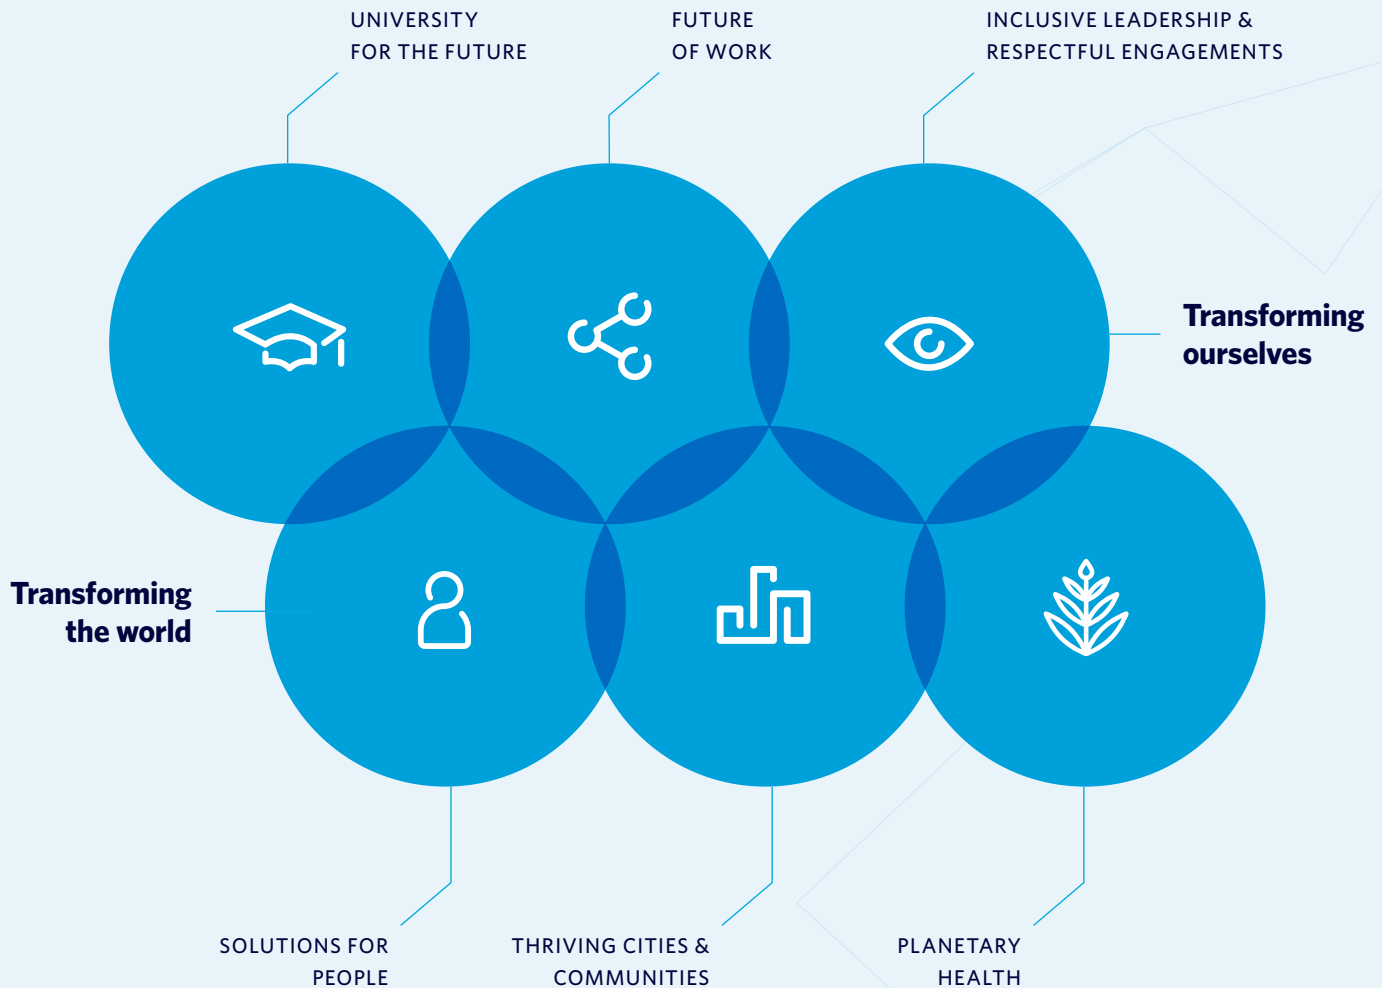 UNIVERSITY
FOR THE FUTURE
FUTURE
OF WORK
INCLUSIVE LEADERSHIP &
RESPECTFUL ENGAGEMENTS
Transforming
ourselves
Transforming
the world
SOLUTIONS FOR
PEOPLE
THRIVING CITIES &
COMMUNITIES
PLANETARY
HEALTH